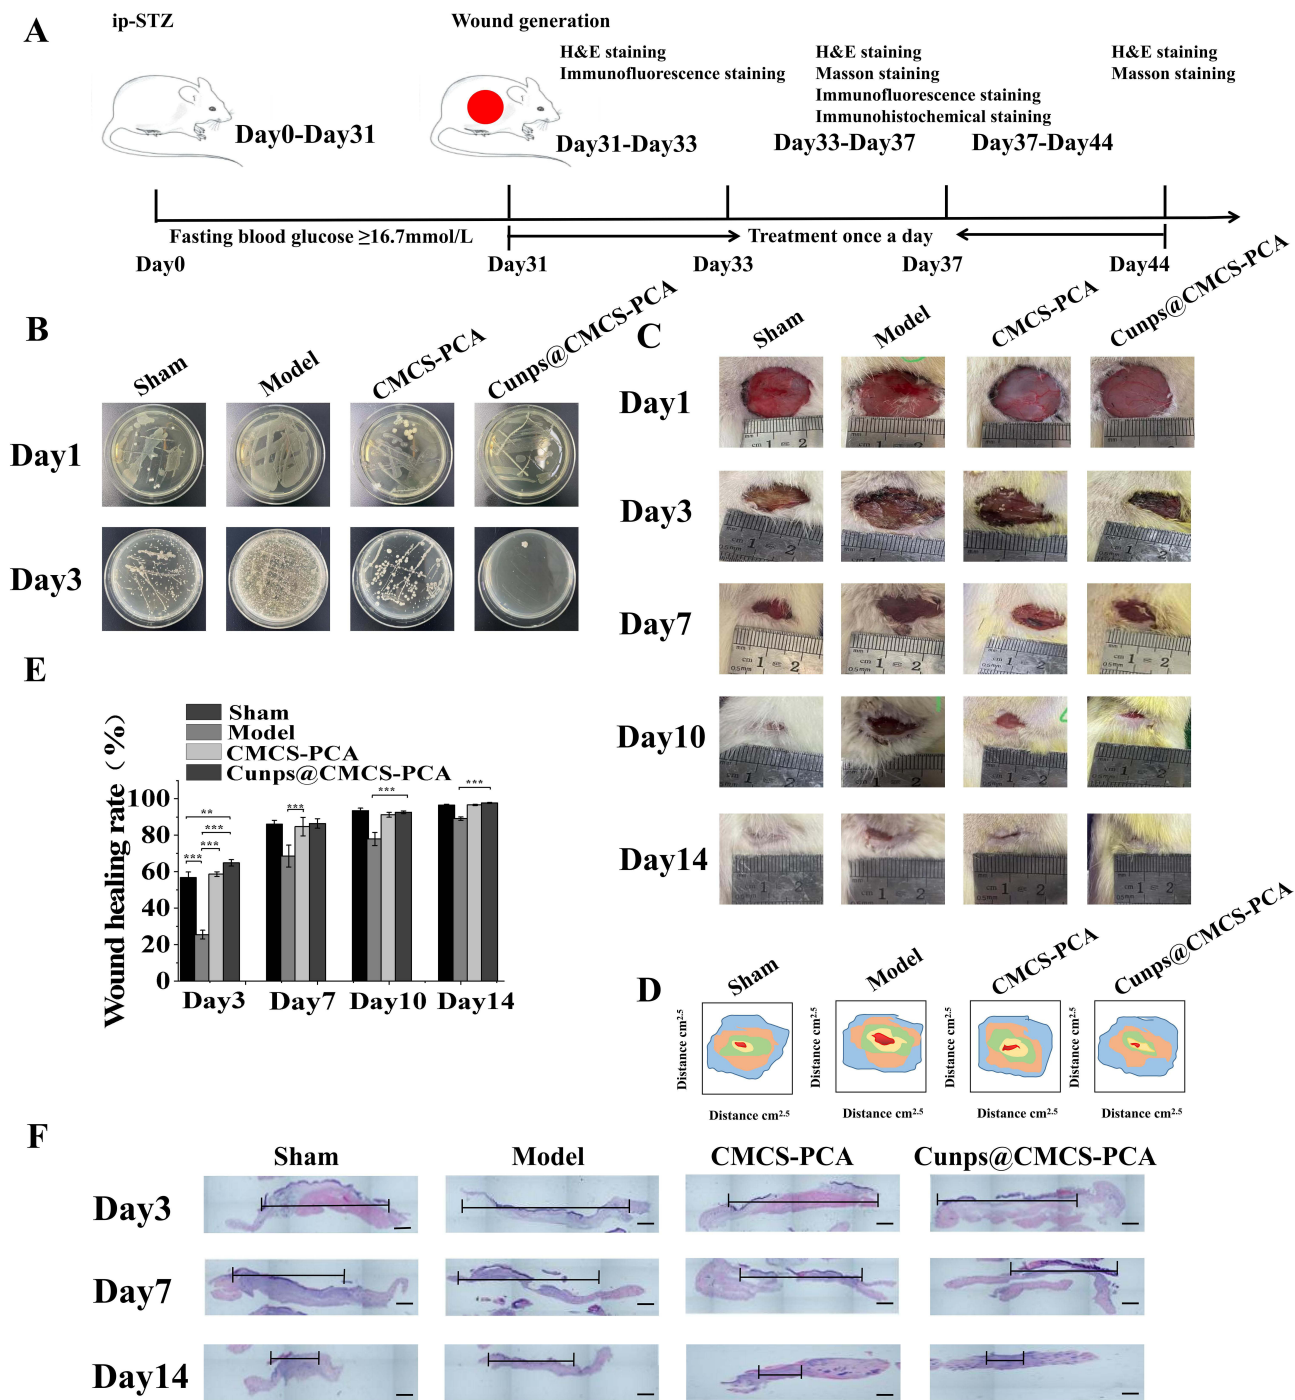 A
ip-STZ
Wound generation
H&E staining
Immunofluorescence staining
H&E staining
Masson staining
Immunofluorescence staining
Immunohistochemical staining
H&E staining
Masson staining
Day0-Day31
Day31-Day33
Day33-Day37
Day37-Day44
Fasting blood glucose ≥16.7mmol/L
Treatment once a day
Day0
Day31
Day33
Day37
Day44
B
Sham
Model
CMCS-PCA
Cunps@CMCS-PCA
Day1
Day3
C
Sham
Model
CMCS-PCA
Cunps@CMCS-PCA
Day1
Day3
Day7
Day10
Day14
E
Sham
Model
CMCS-PCA
Cunps@CMCS-PCA
Wound healing rate (%)
100
80
60
40
20
0
**
***
***
***
***
***
***
Day3
Day7
Day10
Day14
D
Sham
Model
CMCS-PCA
Cunps@CMCS-PCA
Distance cm2.5
Distance cm2.5
Distance cm2.5
Distance cm2.5
Distance cm2.5
Distance cm2.5
Distance cm2.5
Distance cm2.5
F
Sham
Model
CMCS-PCA
Cunps@CMCS-PCA
Day3
Day7
Day14